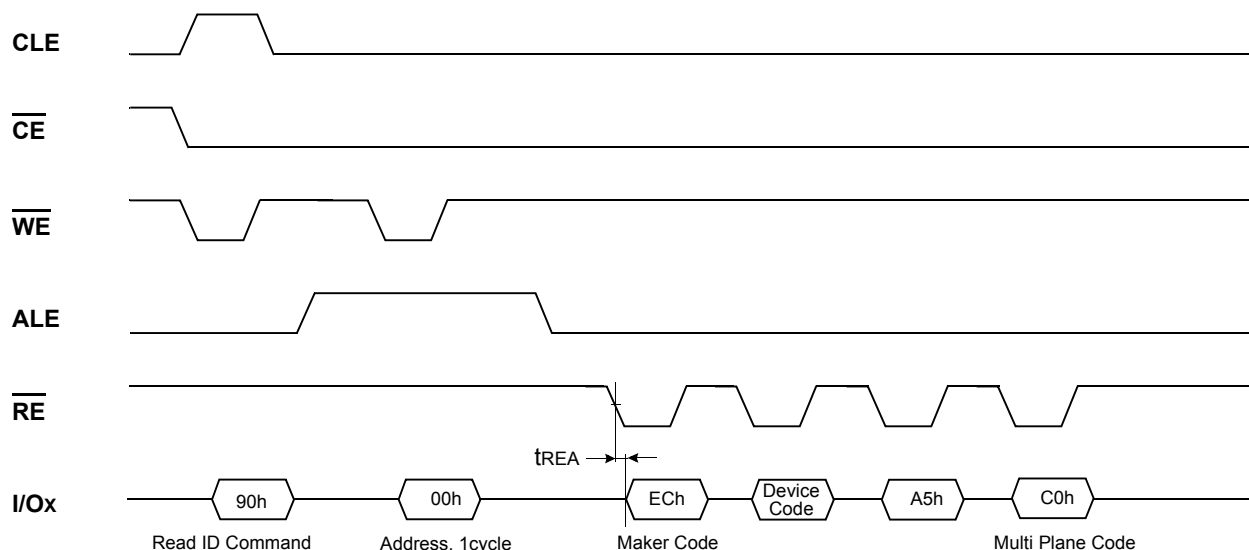 CLE
CE
WE
ALE
RE
tREA
I/Ox
90h
00h
ECh
Device
Code
A5h
C0h
Read ID Command
Address. 1cycle
Maker Code
Multi Plane Code